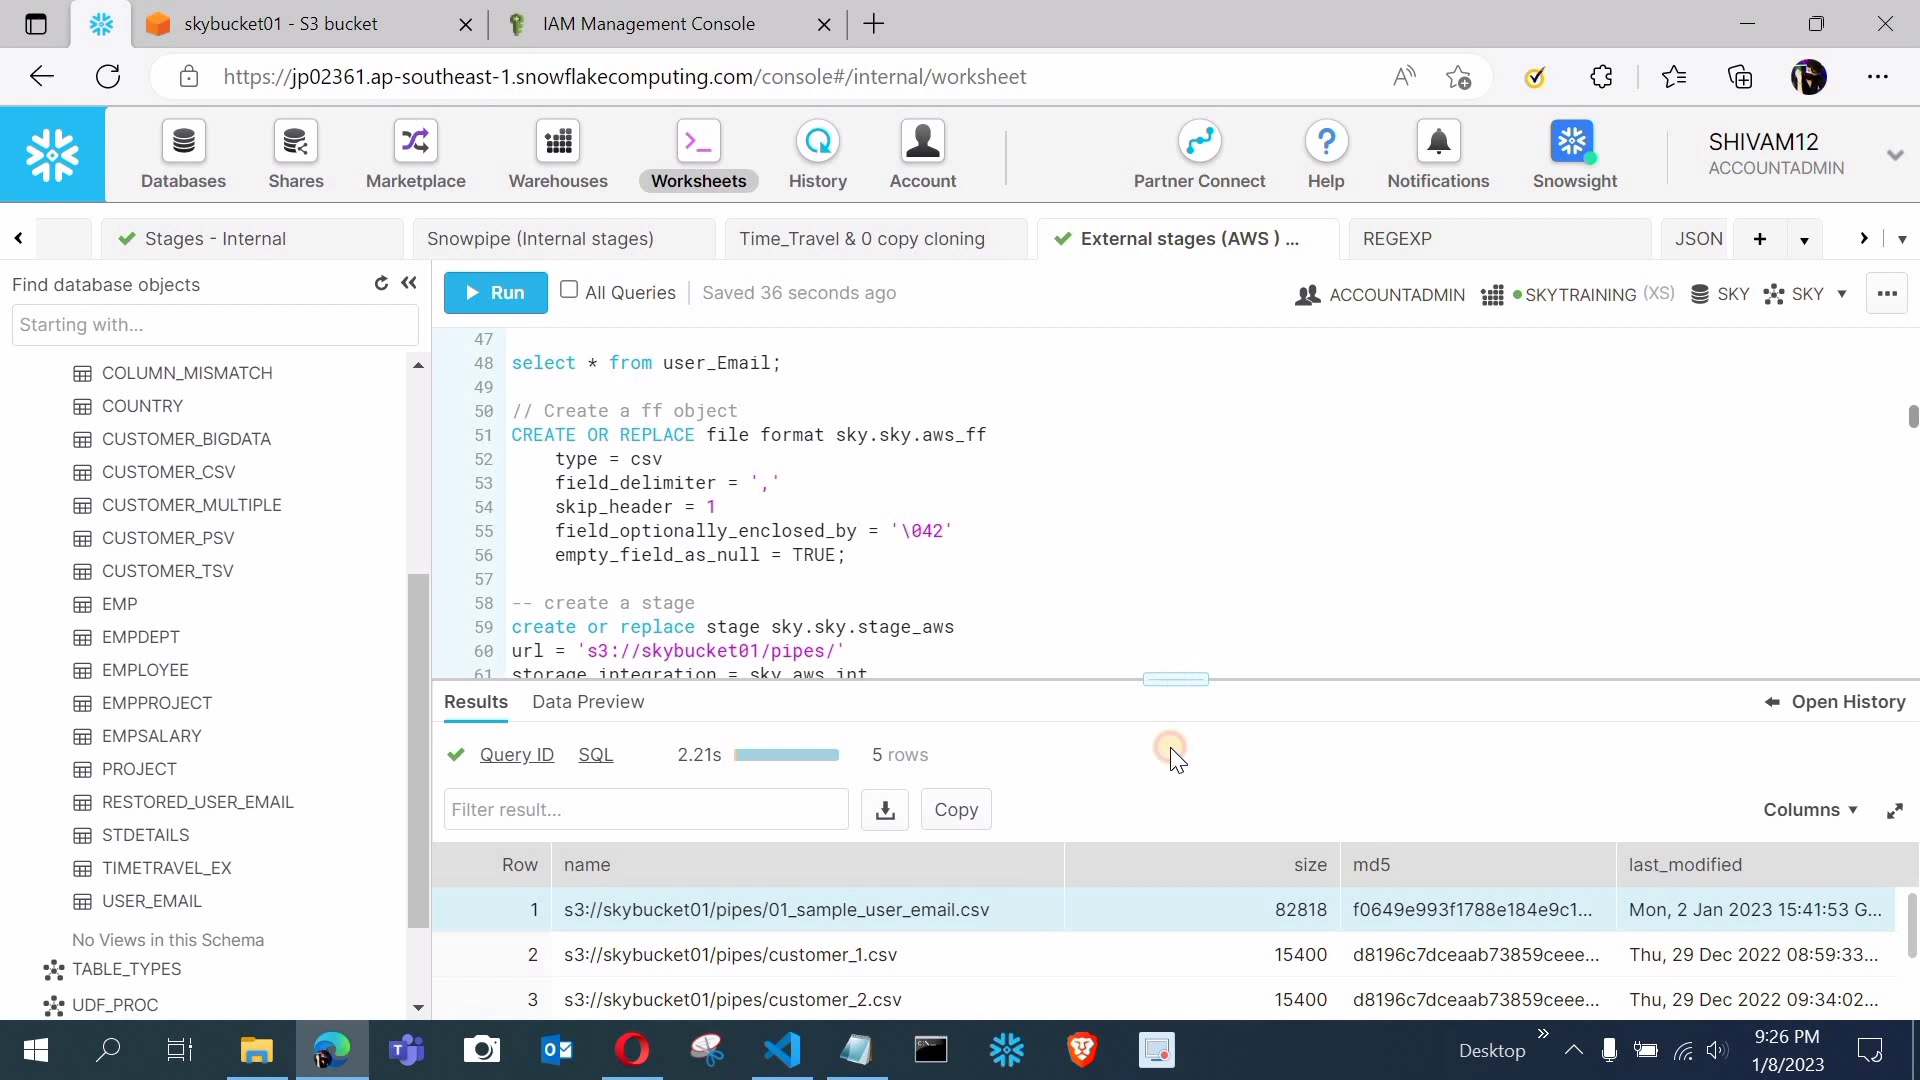 skybucket01 - S3 bucket
IAM Management Console
https://jp02361.ap-southeast-1.snowflakecomputing.com/console#/internal/worksheet
Databases
Shares
Marketplace
Warehouses
Worksheets
History
Account
Partner Connect
Help
Notifications
Snowsight
SHIVAM12
ACCOUNTADMIN
Stages - Internal
Snowpipe (Internal stages)
Time_Travel & 0 copy cloning
External stages (AWS ) ...
REGEXP
JSON
Find database objects
Starting with...
COLUMN_MISMATCH
COUNTRY
CUSTOMER_BIGDATA
CUSTOMER_CSV
CUSTOMER_MULTIPLE
CUSTOMER_PSV
CUSTOMER_TSV
EMP
EMPDEPT
EMPLOYEE
EMPPROJECT
EMPSALARY
PROJECT
RESTORED_USER_EMAIL
STDETAILS
TIMETRAVEL_EX
USER_EMAIL
No Views in this Schema
TABLE_TYPES
UDF_PROC
Run
All Queries
Saved 36 seconds ago
ACCOUNTADMIN
SKYTRAINING (XS)
SKY
SKY
47
48 select * from user_Email;
49
50 // Create a ff object
51 CREATE OR REPLACE file format sky.sky.aws_ff
52 type = csv
53 field_delimiter = ','
54 skip_header = 1
55 field_optionally_enclosed_by = '\042'
56 empty_field_as_null = TRUE;
57
58 -- create a stage
59 create or replace stage sky.sky.stage_aws
60 url = 's3://skybucket01/pipes/'
61 storage_integration = sky_aws_int
Results
Data Preview
Open History
Query ID
SQL
2.21s
5 rows
Filter result...
Copy
Columns
Row name size md5 last_modified
1 s3://skybucket01/pipes/01_sample_user_email.csv 82818 f0649e993f1788e184e9c1... Mon, 2 Jan 2023 15:41:53 G...
2 s3://skybucket01/pipes/customer_1.csv 15400 d8196c7dceaab73859ceee... Thu, 29 Dec 2022 08:59:33...
3 s3://skybucket01/pipes/customer_2.csv 15400 d8196c7dceaab73859ceee... Thu, 29 Dec 2022 09:34:02...
Desktop
9:26 PM
1/8/2023